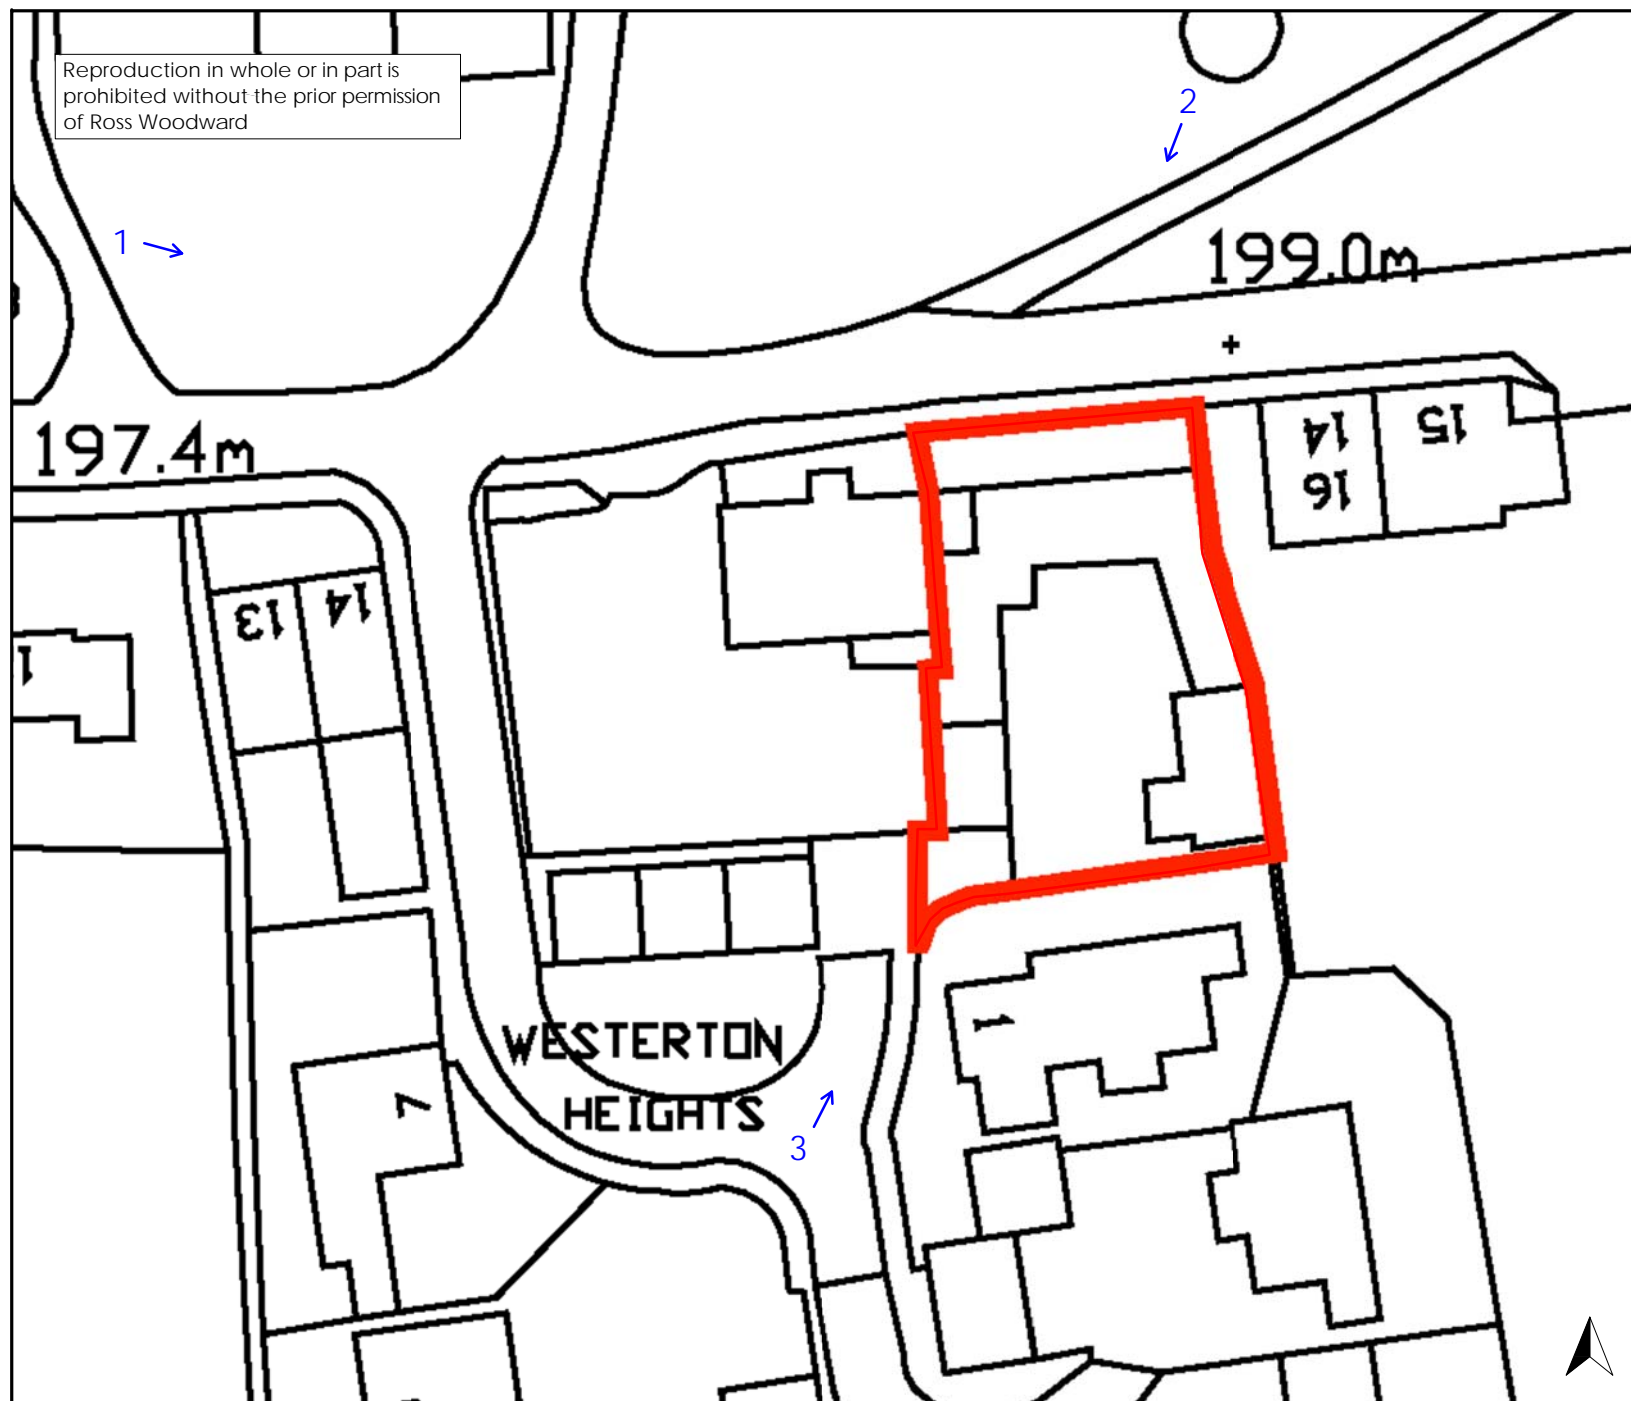 Reproduction in whole or in part is
prohibited without the prior permission
of Ross Woodward
2
1
199.0m
197.4m
14
15
16
13
14
1
WESTERTON
1
7
HEIGHTS
3